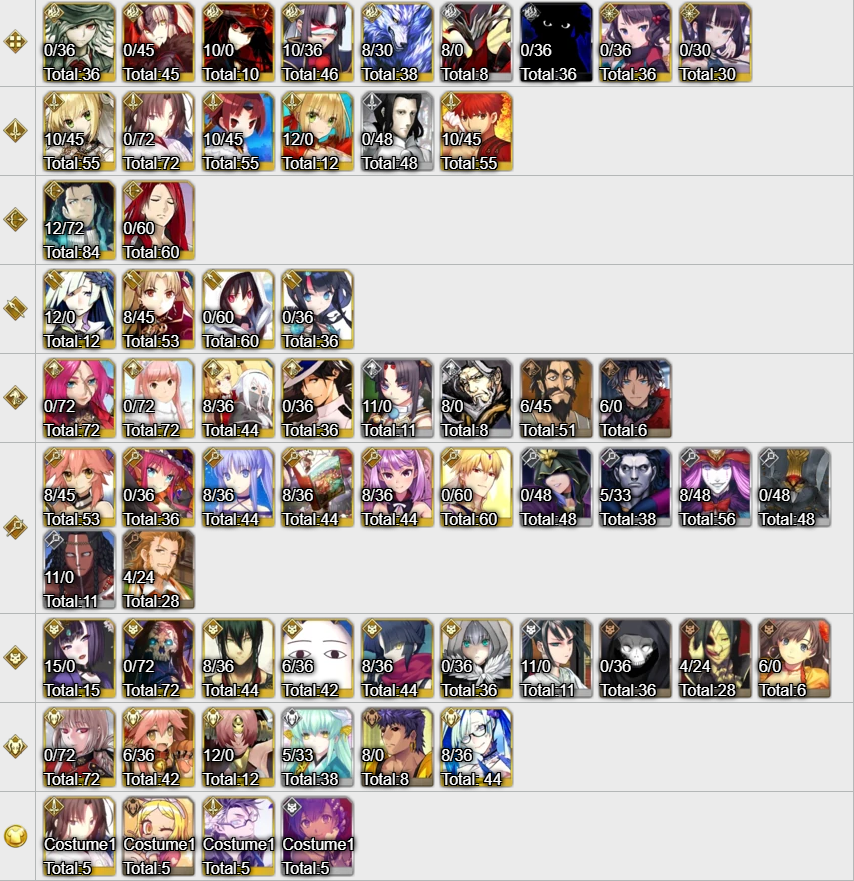 0/36 0/45 10/0 10/36 8/30 8/0 0/36 0/36 0/30
Total:36 Total:45 Total:10 Total:46 Total:38 Total:8 Total:36 Total:36 Total:30
10/45 0/72 10/45 12/0 0/48 10/45
Total:55 Total:72 Total:55 Total:12 Total:48 Total:55
12/72 0/60
Total:84 Total:60
12/0 8/45 0/60 0/36
Total:12 Total:53 Total:60 Total:36
0/72 0/72 8/36 0/36 11/0 8/0 6/45 6/0
Total:72 Total:72 Total:44 Total:36 Total:11 Total:8 Total:51 Total:6
8/45 0/36 8/36 8/36 8/36 0/60 0/48 5/33 8/48 0/48
Total:53 Total:36 Total:44 Total:44 Total:44 Total:60 Total:48 Total:38 Total:56 Total:48
11/0 4/24
Total:11 Total:28
15/0 0/72 8/36 6/36 8/36 0/36 11/0 0/36 4/24 6/0
Total:15 Total:72 Total:44 Total:42 Total:44 Total:36 Total:11 Total:36 Total:28 Total:6
0/72 6/36 12/0 5/33 8/0 8/36
Total:72 Total:42 Total:12 Total:38 Total:8 Total:44
Costume1 Costume1 Costume1 Costume1
Total:5 Total:5 Total:5 Total:5